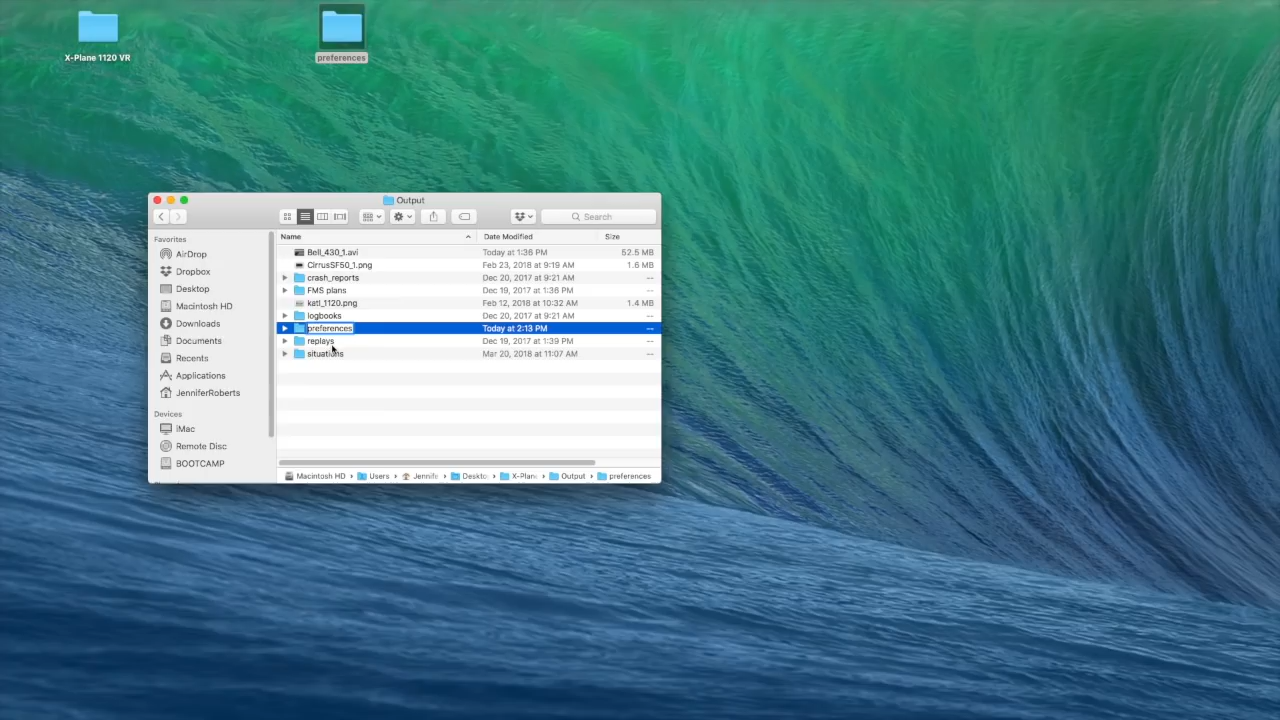 X-Plane 1120 VR
preferences
Output
Search
Favorites
AirDrop
Dropbox
Desktop
Macintosh HD
Downloads
Documents
Recents
Applications
JenniferRoberts
Devices
iMac
Remote Disc
BOOTCAMP
Name Date Modified Size
Bell_430_1.avi Today at 1:36 PM 52.5 MB
CirrusSF50_1.png Feb 23, 2018 at 9:19 AM 1.6 MB
crash_reports Dec 20, 2017 at 9:21 AM --
FMS plans Dec 19, 2017 at 1:36 PM --
katl_1120.png Feb 12, 2018 at 10:32 AM 1.4 MB
logbooks Dec 20, 2017 at 9:21 AM --
preferences Today at 2:13 PM --
replays Dec 19, 2017 at 1:39 PM --
situations Mar 20, 2018 at 11:07 AM --
Macintosh HD › Users › Jennif › Deskto › X-Plan › Output › preferences